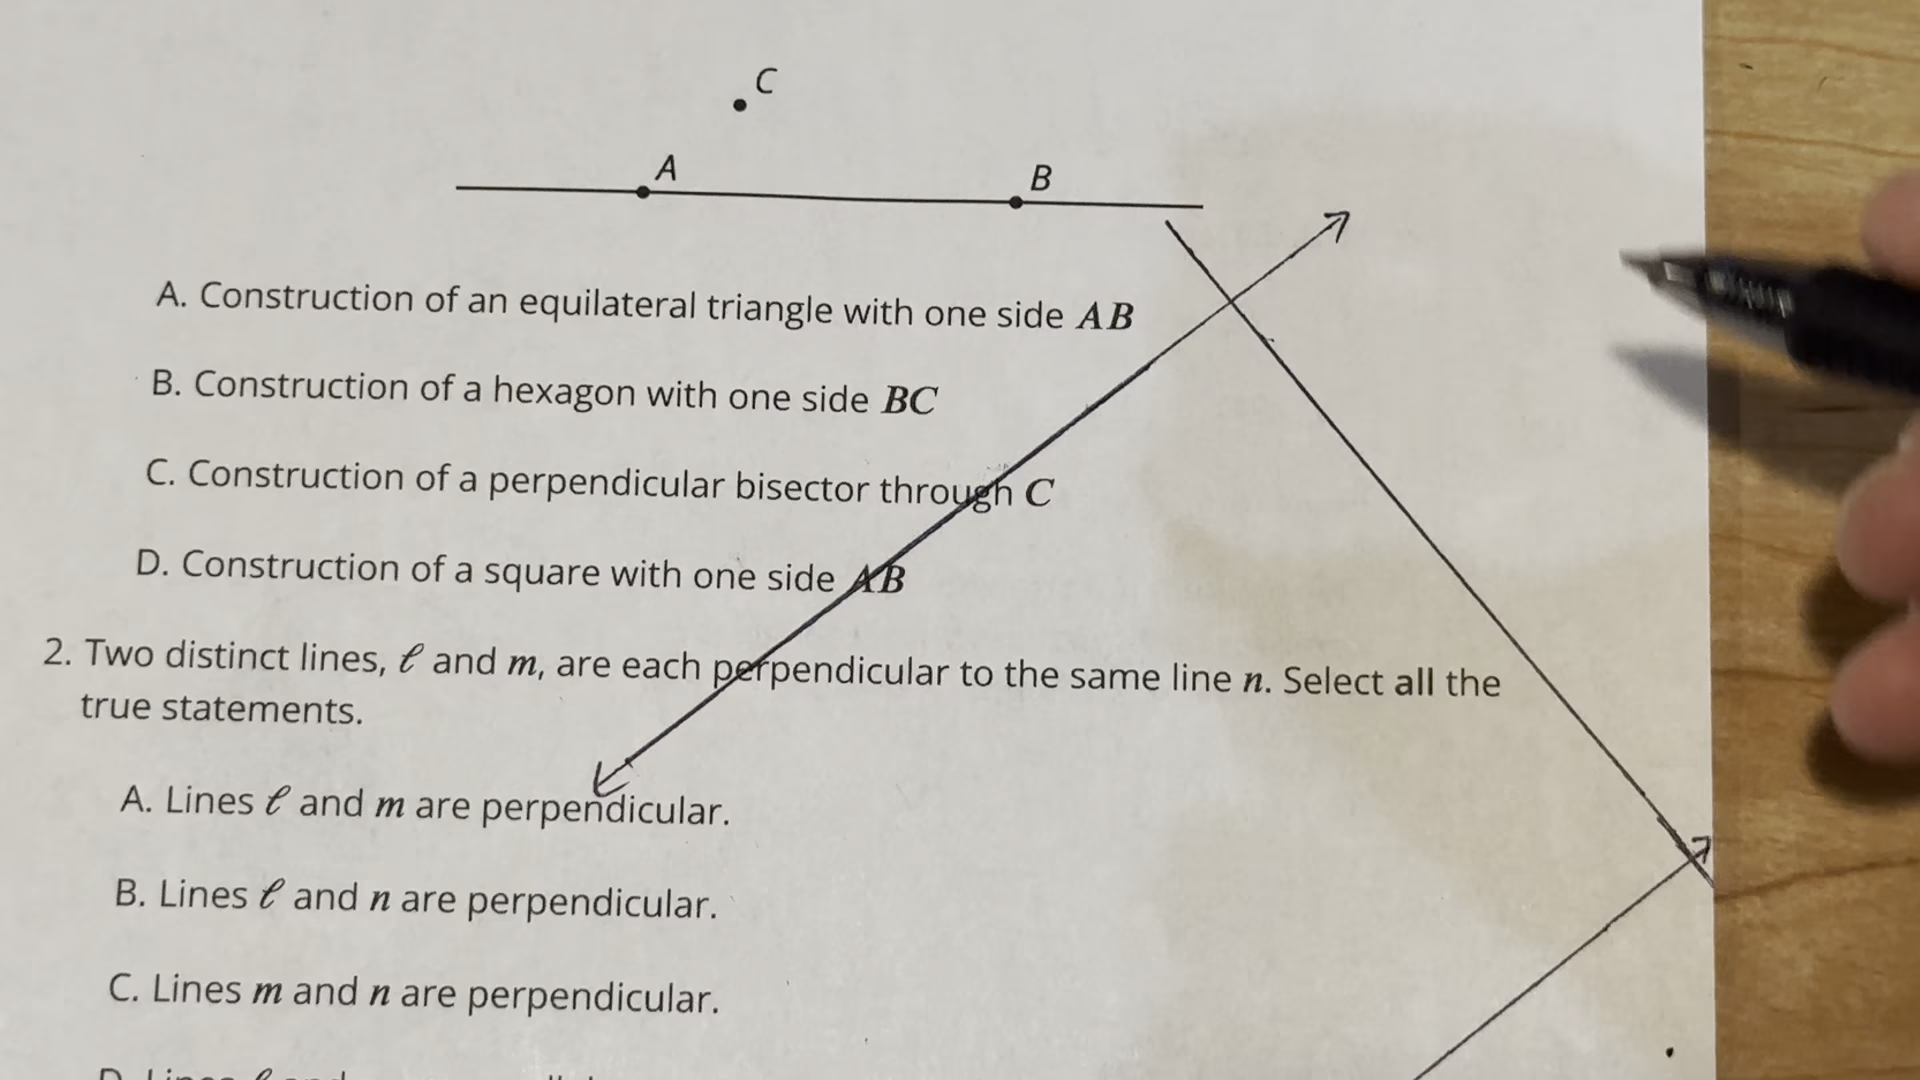 C
A
B
A. Construction of an equilateral triangle with one side AB
B. Construction of a hexagon with one side BC
C. Construction of a perpendicular bisector through C
D. Construction of a square with one side AB
2. Two distinct lines, ℓ and m, are each perpendicular to the same line n. Select all the
true statements.
A. Lines ℓ and m are perpendicular.
B. Lines ℓ and n are perpendicular.
C. Lines m and n are perpendicular.